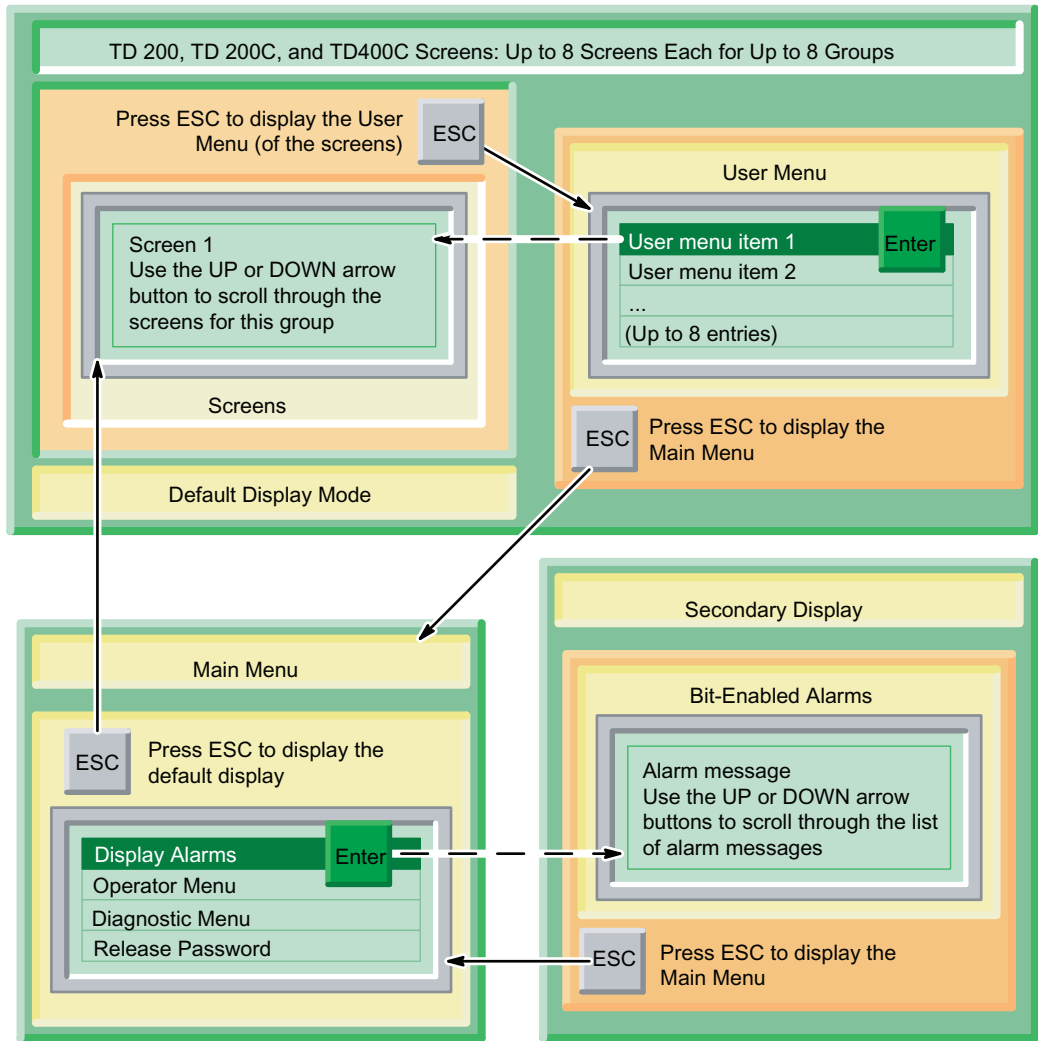 TD 200, TD 200C, and TD400C Screens: Up to 8 Screens Each for Up to 8 Groups
Press ESC to display the User
Menu (of the screens)
ESC
Screen 1
Use the UP or DOWN arrow
button to scroll through the
screens for this group
Screens
Default Display Mode
User Menu
User menu item 1
Enter
User menu item 2
...
(Up to 8 entries)
ESC
Press ESC to display the
Main Menu
Main Menu
ESC
Press ESC to display the
default display
Display Alarms
Enter
Operator Menu
Diagnostic Menu
Release Password
Secondary Display
Bit-Enabled Alarms
Alarm message
Use the UP or DOWN arrow
buttons to scroll through the list
of alarm messages
ESC
Press ESC to display the
Main Menu